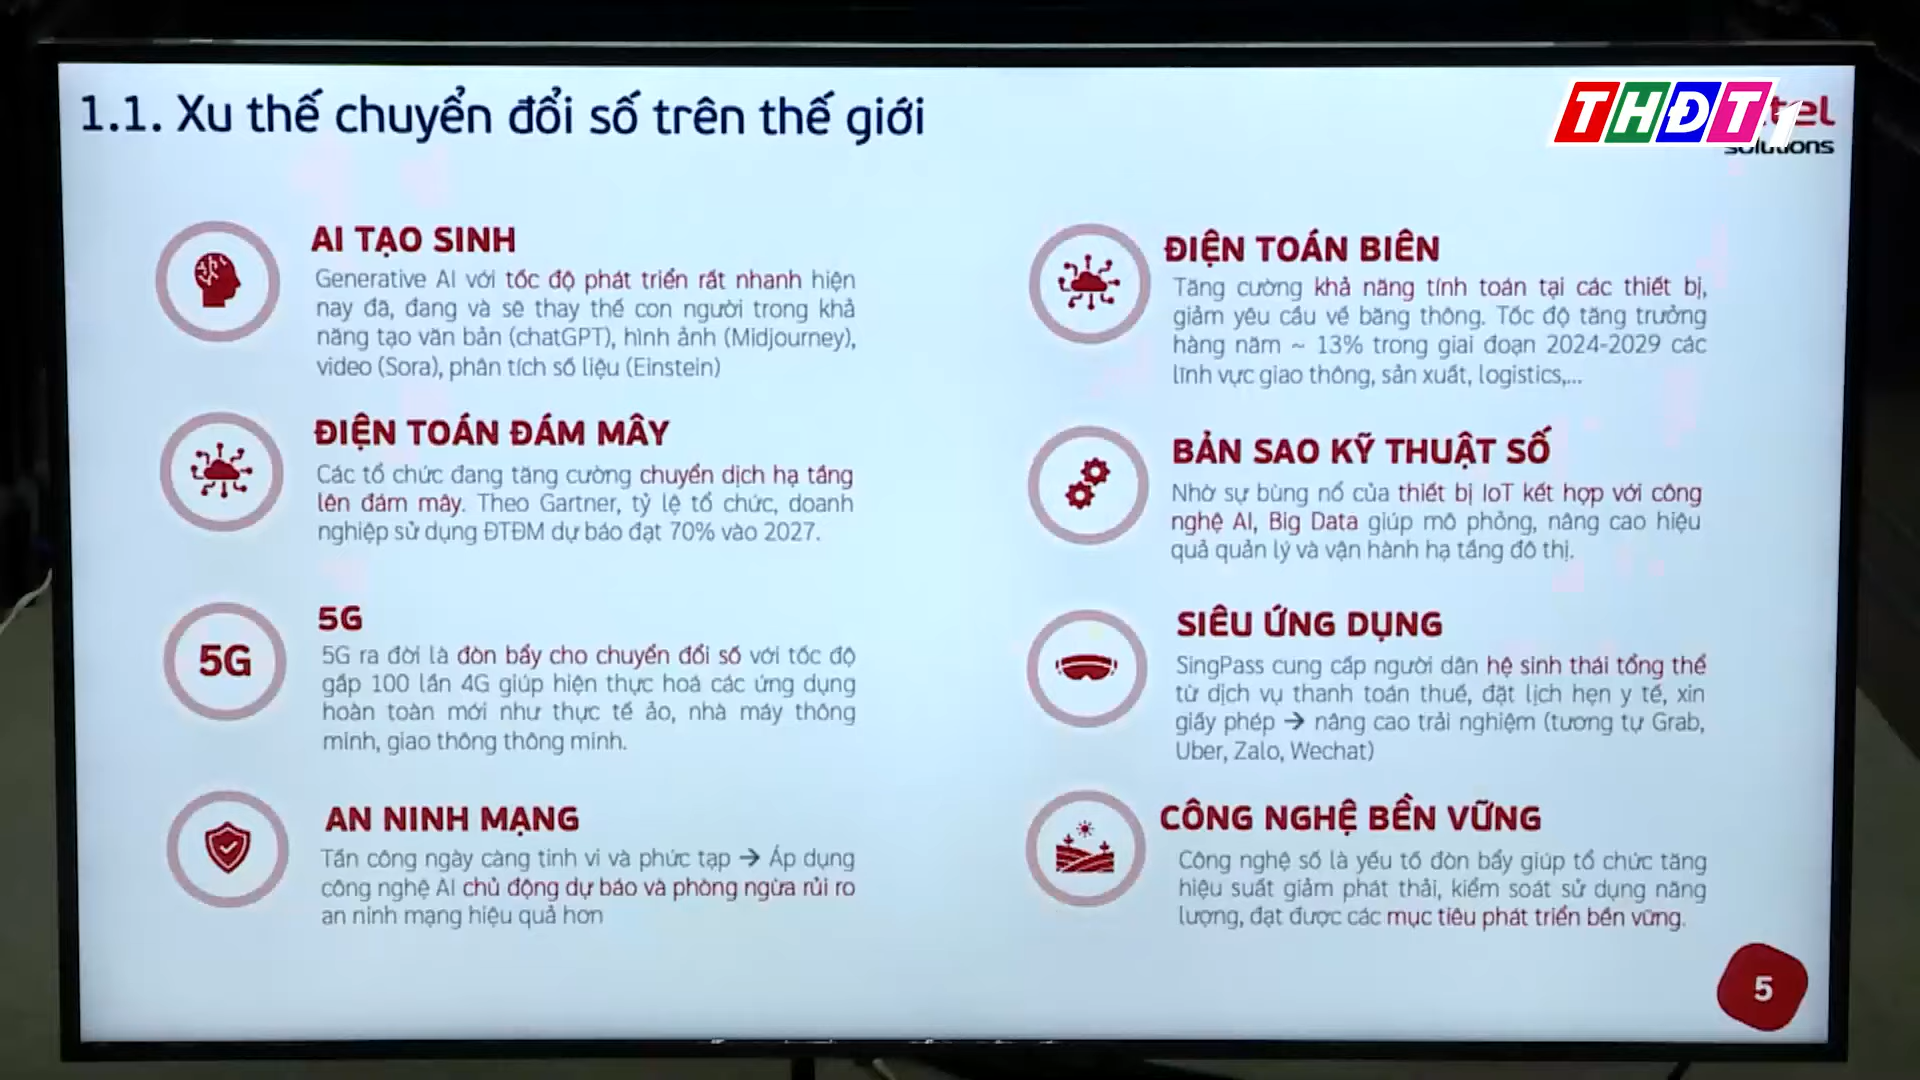 1.1. Xu thế chuyển đổi số trên thế giới
THĐT1
tel
solutions
AI TẠO SINH
Generative AI với tốc độ phát triển rất nhanh hiện
nay đã, đang và sẽ thay thế con người trong khả
năng tạo văn bản (chatGPT), hình ảnh (Midjourney),
video (Sora), phân tích số liệu (Einstein)
ĐIỆN TOÁN ĐÁM MÂY
Các tổ chức đang tăng cường chuyển dịch hạ tầng
lên đám mây. Theo Gartner, tỷ lệ tổ chức, doanh
nghiệp sử dụng ĐTĐM dự báo đạt 70% vào 2027.
5G
5G
5G ra đời là đòn bẩy cho chuyển đổi số với tốc độ
gấp 100 lần 4G giúp hiện thực hoá các ứng dụng
hoàn toàn mới như thực tế ảo, nhà máy thông
minh, giao thông thông minh.
AN NINH MẠNG
Tấn công ngày càng tinh vi và phức tạp → Áp dụng
công nghệ AI chủ động dự báo và phòng ngừa rủi ro
an ninh mạng hiệu quả hơn
ĐIỆN TOÁN BIÊN
Tăng cường khả năng tính toán tại các thiết bị,
giảm yêu cầu về băng thông. Tốc độ tăng trưởng
hàng năm ~ 13% trong giai đoạn 2024-2029 các
lĩnh vực giao thông, sản xuất, logistics,...
BẢN SAO KỸ THUẬT SỐ
Nhờ sự bùng nổ của thiết bị IoT kết hợp với công
nghệ AI, Big Data giúp mô phỏng, nâng cao hiệu
quả quản lý và vận hành hạ tầng đô thị.
SIÊU ỨNG DỤNG
SingPass cung cấp người dân hệ sinh thái tổng thể
từ dịch vụ thanh toán thuế, đặt lịch hẹn y tế, xin
giấy phép → nâng cao trải nghiệm (tương tự Grab,
Uber, Zalo, Wechat)
CÔNG NGHỆ BỀN VỮNG
Công nghệ số là yếu tố đòn bẩy giúp tổ chức tăng
hiệu suất giảm phát thải, kiểm soát sử dụng năng
lượng, đạt được các mục tiêu phát triển bền vững.
5